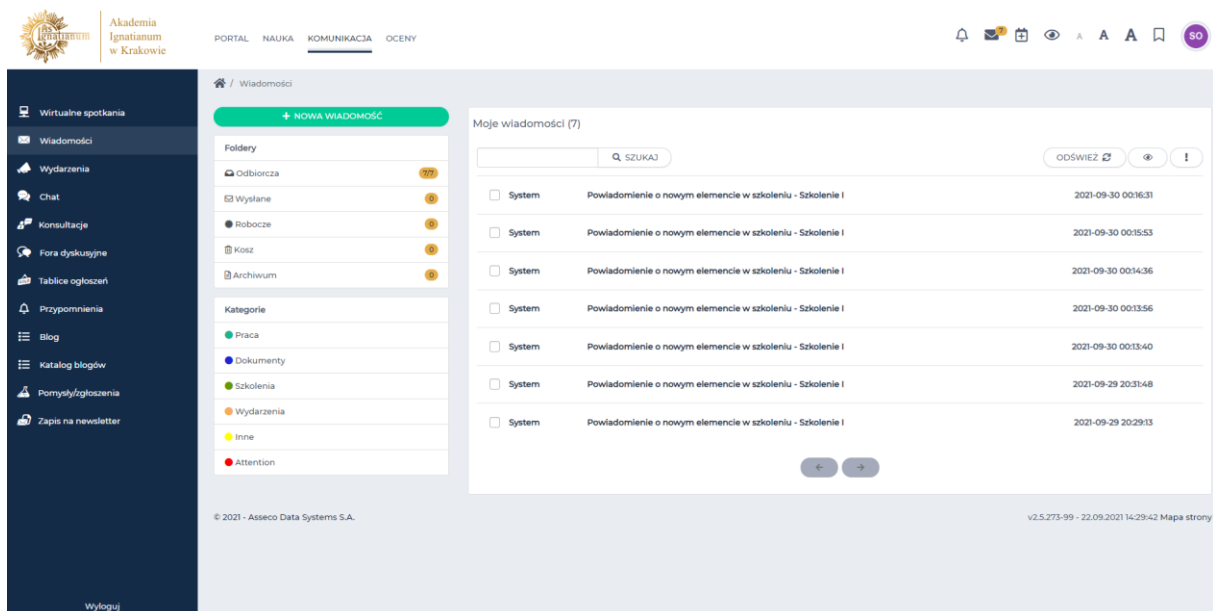 As
Ignatianum
Akademia
Ignatianum
w Krakowie
PORTAL NAUKA KOMUNIKACJA OCENY
7
A A A
SO
Wirtualne spotkania
Wiadomości
Wydarzenia
Chat
Konsultacje
Fora dyskusyjne
Tablice ogłoszeń
Przypomnienia
Blog
Katalog blogów
Pomysły/zgłoszenia
Zapis na newsletter
Wyloguj
/ Wiadomości
+ NOWA WIADOMOŚĆ
Foldery
Odbiorcza 7/7
Wysłane 0
Robocze 0
Kosz 0
Archiwum 0
Kategorie
Praca
Dokumenty
Szkolenia
Wydarzenia
Inne
Attention
Moje wiadomości (7)
SZUKAJ ODŚWIEŻ
System Powiadomienie o nowym elemencie w szkoleniu - Szkolenie I 2021-09-30 00:16:31
System Powiadomienie o nowym elemencie w szkoleniu - Szkolenie I 2021-09-30 00:15:53
System Powiadomienie o nowym elemencie w szkoleniu - Szkolenie I 2021-09-30 00:14:36
System Powiadomienie o nowym elemencie w szkoleniu - Szkolenie I 2021-09-30 00:13:56
System Powiadomienie o nowym elemencie w szkoleniu - Szkolenie I 2021-09-30 00:13:40
System Powiadomienie o nowym elemencie w szkoleniu - Szkolenie I 2021-09-29 20:31:48
System Powiadomienie o nowym elemencie w szkoleniu - Szkolenie I 2021-09-29 20:29:13
© 2021 - Asseco Data Systems S.A. v2.5.273-99 - 22.09.2021 14:29:42 Mapa strony